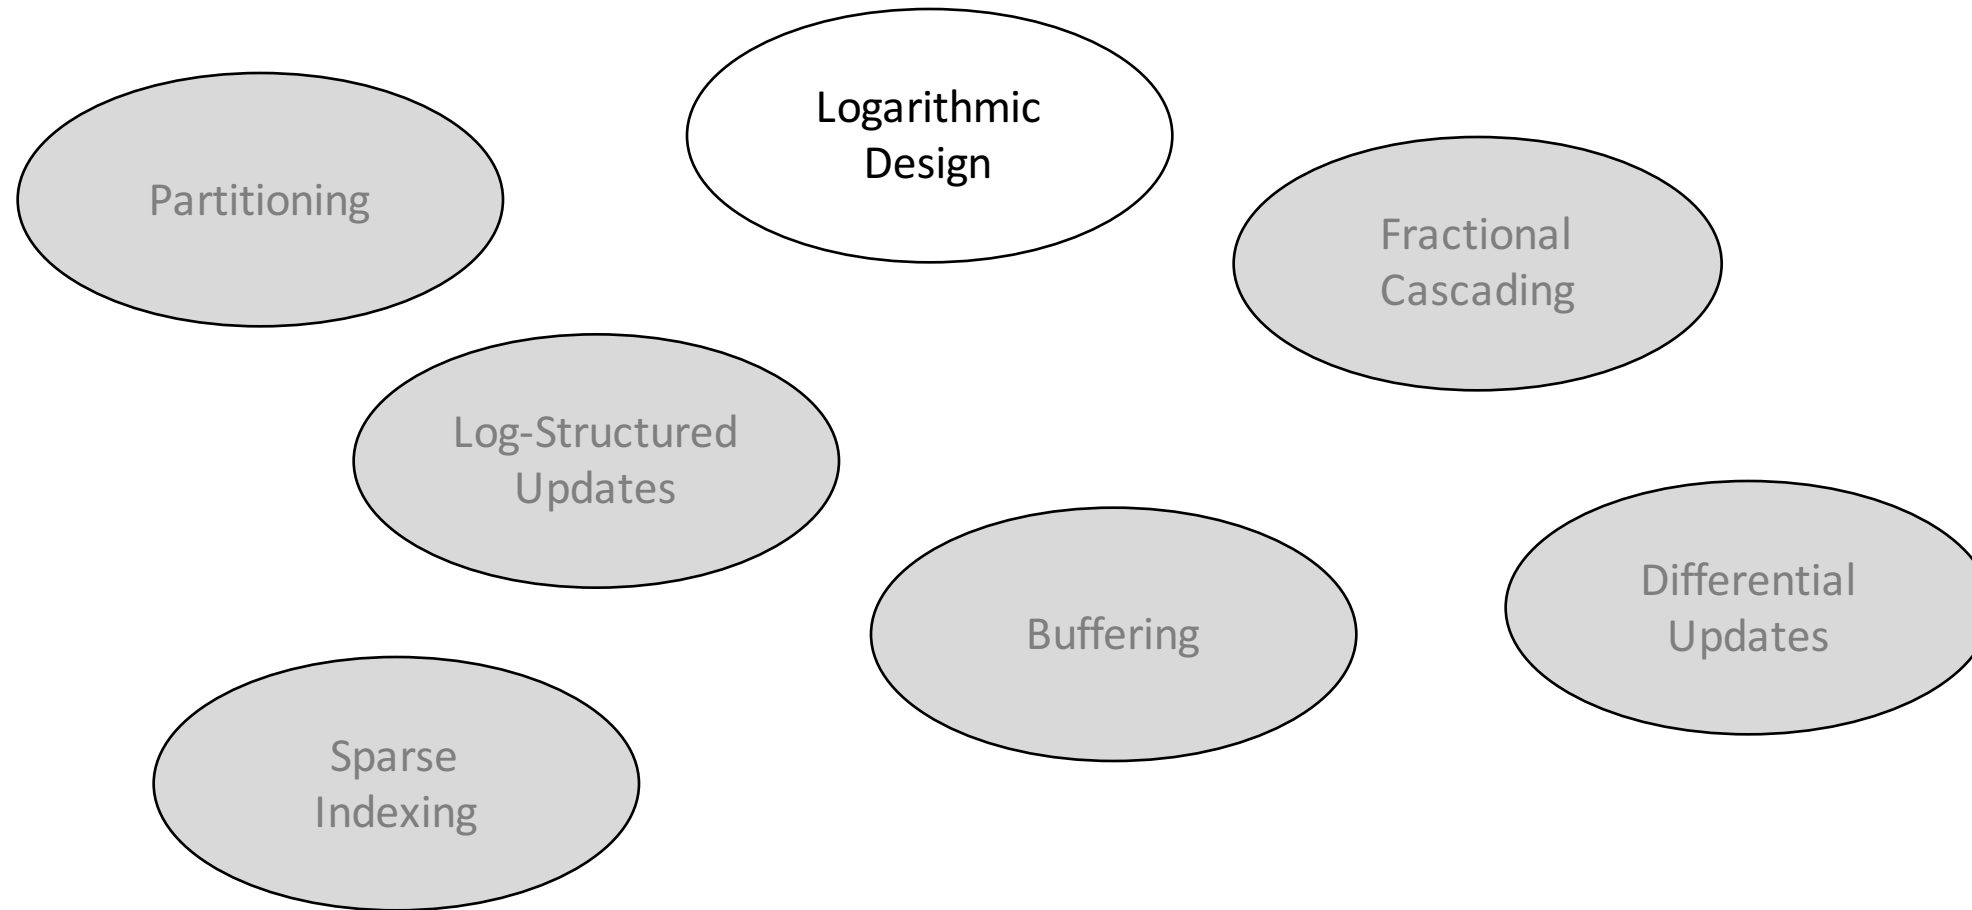 Logarithmic
Design
Partitioning
Fractional
Cascading
Log-Structured
Updates
Buffering
Differential
Updates
Sparse
Indexing